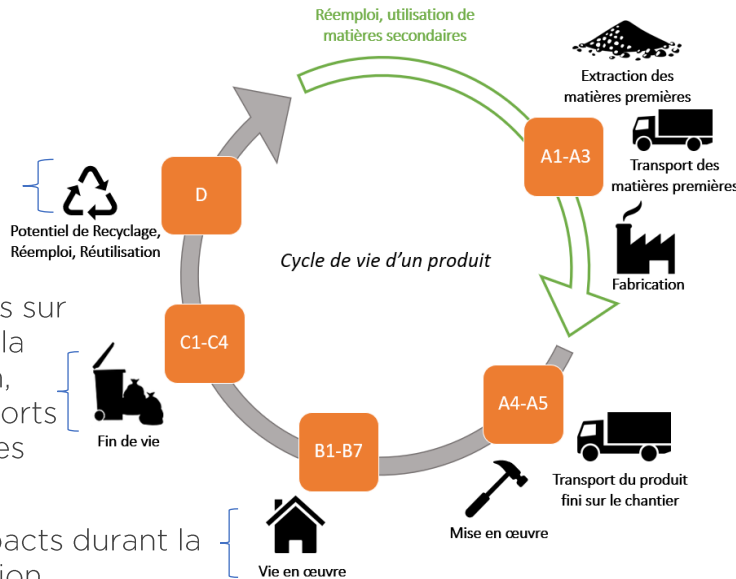 Réemploi, utilisation de
matières secondaires
Extraction des
matières premières
A1-A3
Transport des
matières premières
Fabrication
D
Potentiel de Recyclage,
Réemploi, Réutilisation
Cycle de vie d'un produit
C1-C4
s sur
la
,
orts
es
Fin de vie
A4-A5
Transport du produit
fini sur le chantier
B1-B7
Mise en œuvre
acts durant la
ion
Vie en œuvre